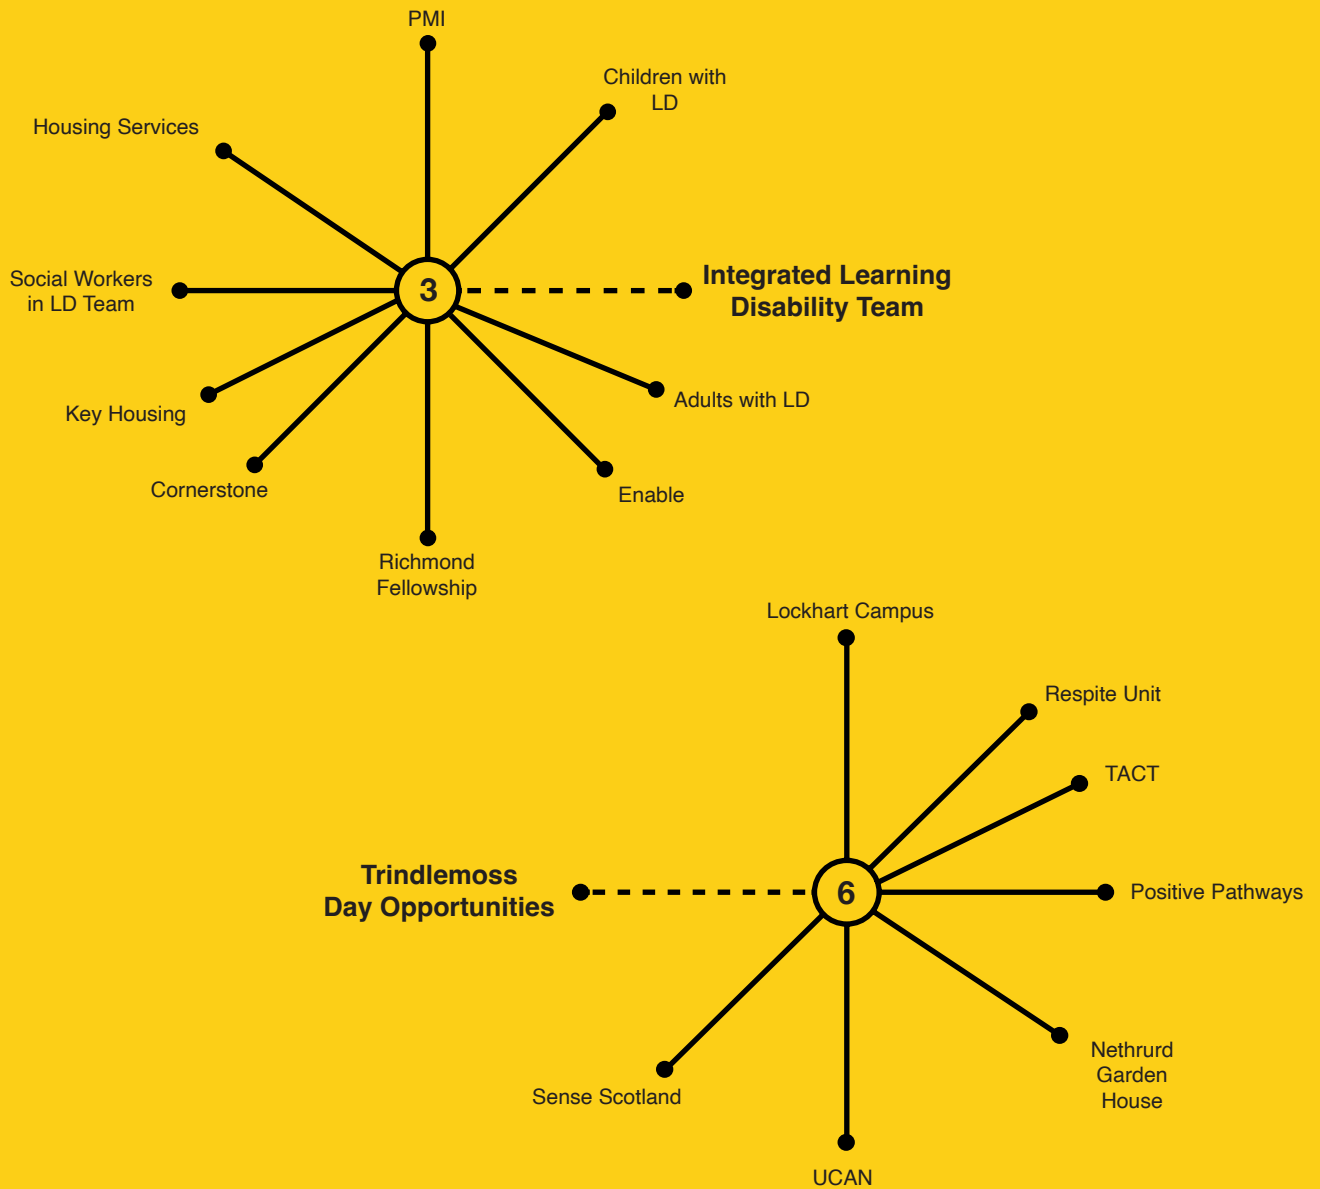 PMI
Children with
LD
Housing Services
Social Workers
in LD Team
3
Integrated Learning
Disability Team
Key Housing
Adults with LD
Cornerstone
Enable
Richmond
Fellowship
Lockhart Campus
Respite Unit
TACT
Trindlemoss
Day Opportunities
6
Positive Pathways
Nethrurd
Garden
House
Sense Scotland
UCAN